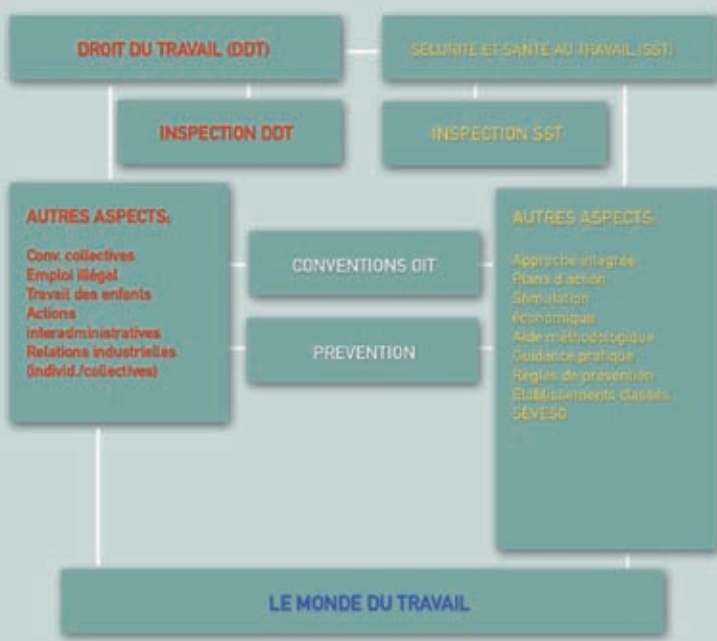 DROIT DU TRAVAIL (DDT)
SECURITE ET SANTE AU TRAVAIL (SST)
INSPECTION DDT
INSPECTION SST
AUTRES ASPECTS:
Conv. collectives
Emploi illégal
Travail des enfants
Actions
interadministratives
Relations industrielles
(individ./collectives)
CONVENTIONS OIT
PREVENTION
AUTRES ASPECTS:
Approche intégrée
Plans d'action
Stimulation
économique
Aide méthodologique
Guidance pratique
Règles de prévention
Etablissements classés
SEVESO
LE MONDE DU TRAVAIL